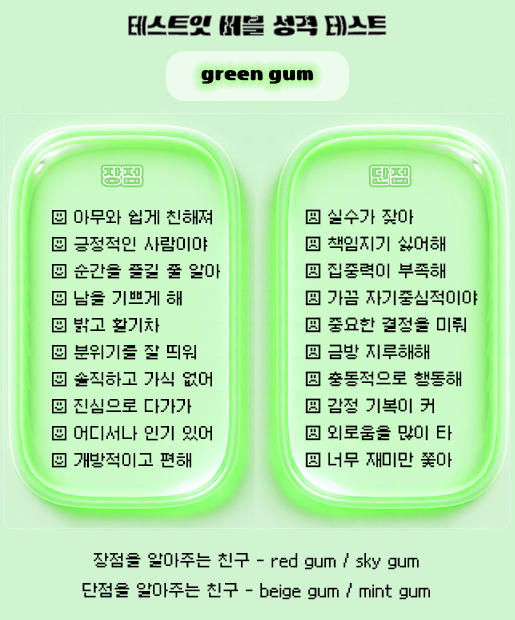 테스트잇 버블 성격 테스트
green gum
장점
아무와 쉽게 친해져
긍정적인 사람이야
순간을 즐길 줄 알아
남을 기쁘게 해
밝고 활기차
분위기를 잘 띄워
솔직하고 가식 없어
진심으로 다가가
어디서나 인기 있어
개방적이고 편해
단점
실수가 잦아
책임지기 싫어해
집중력이 부족해
가끔 자기중심적이야
중요한 결정을 미뤄
금방 지루해해
충동적으로 행동해
감정 기복이 커
외로움을 많이 타
너무 재미만 쫓아
장점을 알아주는 친구 - red gum / sky gum
단점을 알아주는 친구 - beige gum / mint gum